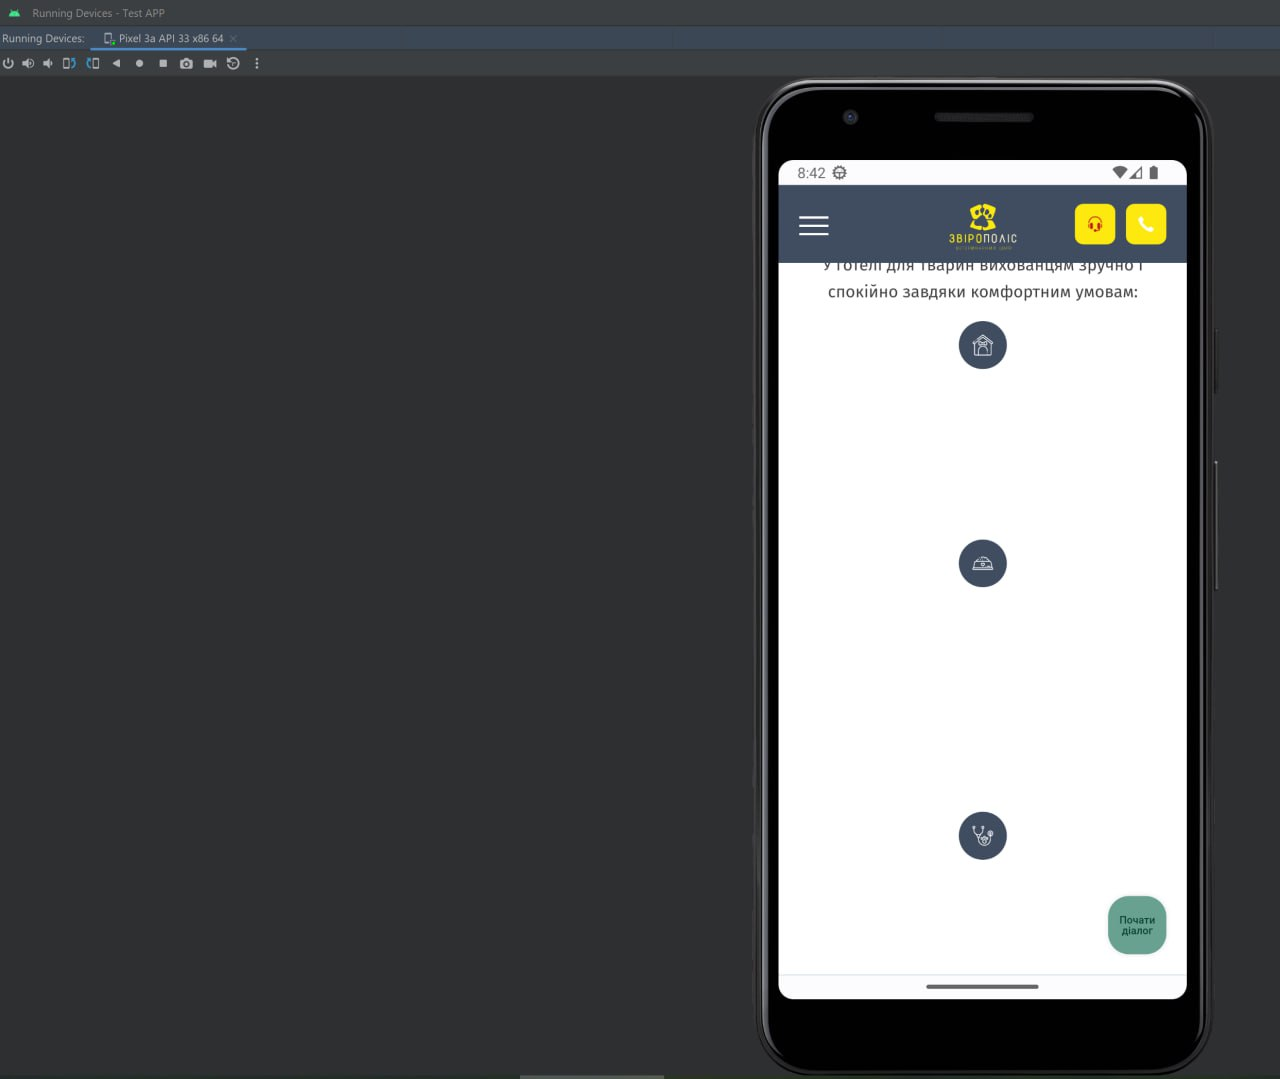 Running Devices - Test APP
Running Devices:
Pixel 3a API 33 x86 64
8:42
ЗВІРОПОЛІС
У готелі для тварин вихованцям зручно і
спокійно завдяки комфортним умовам:
Почати
діалог